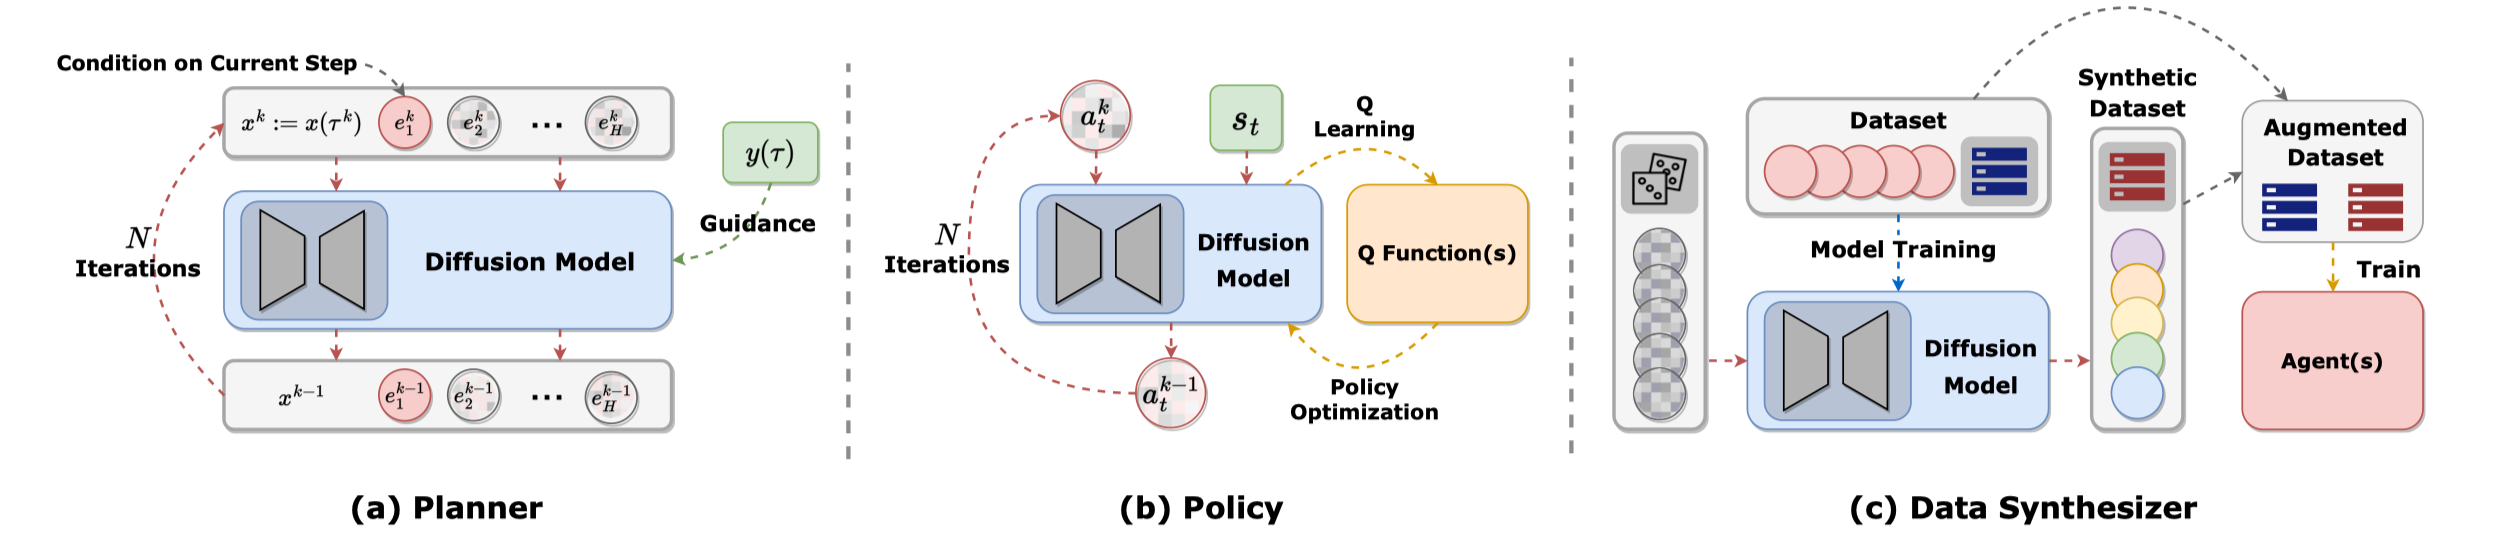 Condition on Current Step
x^k := x(τ^k) e_1^k e_2^k ... e_H^k
y(τ)
Guidance
N
Iterations
Diffusion Model
x^{k-1} e_1^{k-1} e_2^{k-1} ... e_H^{k-1}
(a) Planner
a_t^k
s_t
Q
Learning
N
Iterations
Diffusion
Model
Q Function(s)
a_t^{k-1}
Policy
Optimization
(b) Policy
Dataset
Synthetic
Dataset
Augmented
Dataset
Model Training
Train
Diffusion
Model
Agent(s)
(c) Data Synthesizer